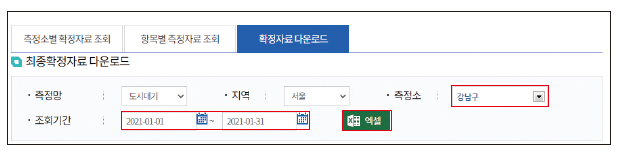 측정소별 확정자료 조회 항목별 측정자료 조회 확정자료 다운로드
최종확정자료 다운로드
· 측정망 : 도시대기 · 지역 : 서울 · 측정소 : 강남구
· 조회기간 : 2021-01-01 ~ 2021-01-31 엑셀